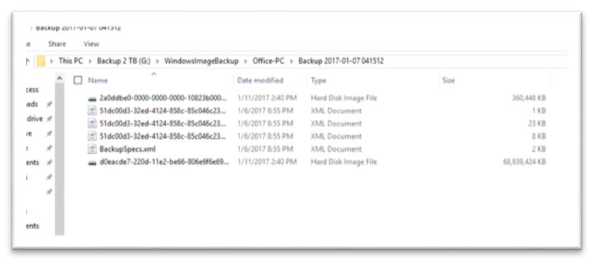 Backup 2017-01-07 041512
Share View
This PC > Backup 2 TB (G:) > WindowsImageBackup > Office-PC > Backup 2017-01-07 041512
Name Date modified Type Size
2a0ddbe0-0000-0000-0000-10823b000... 1/11/2017 2:40 PM Hard Disk Image File 360,448 KB
51dc00d3-32ed-4124-858c-85c046c23... 1/6/2017 8:55 PM XML Document 1 KB
51dc00d3-32ed-4124-858c-85c046c23... 1/6/2017 8:55 PM XML Document 23 KB
51dc00d3-32ed-4124-858c-85c046c23... 1/6/2017 8:55 PM XML Document 8 KB
BackupSpecs.xml 1/6/2017 8:55 PM XML Document 2 KB
d0eacde7-220d-11e2-be66-806e6f6e69... 1/11/2017 2:40 PM Hard Disk Image File 68,839,424 KB
cess
ads
drive
ve
ents
ents